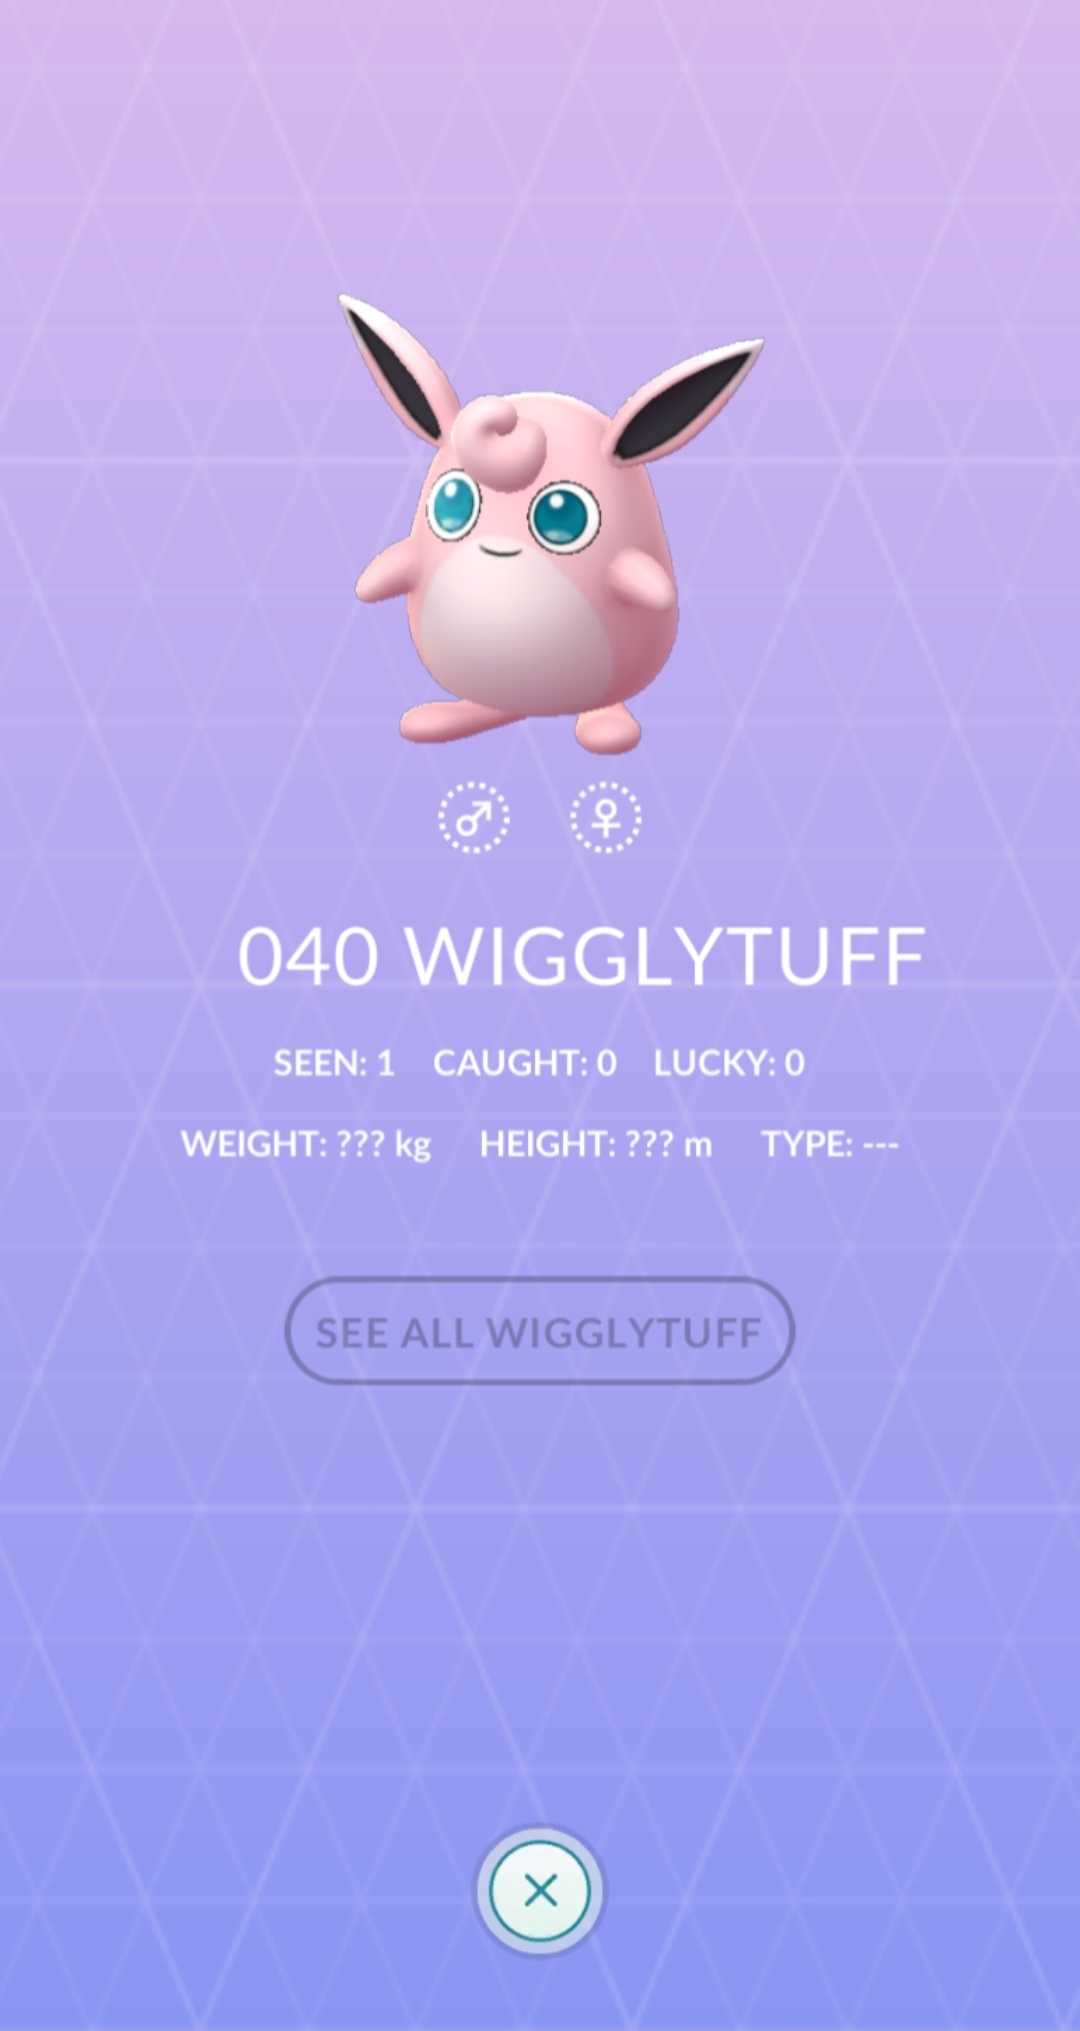 ♂ ♀
040 WIGGLYTUFF
SEEN: 1 CAUGHT: 0 LUCKY: 0
WEIGHT: ??? kg HEIGHT: ??? m TYPE: ---
SEE ALL WIGGLYTUFF